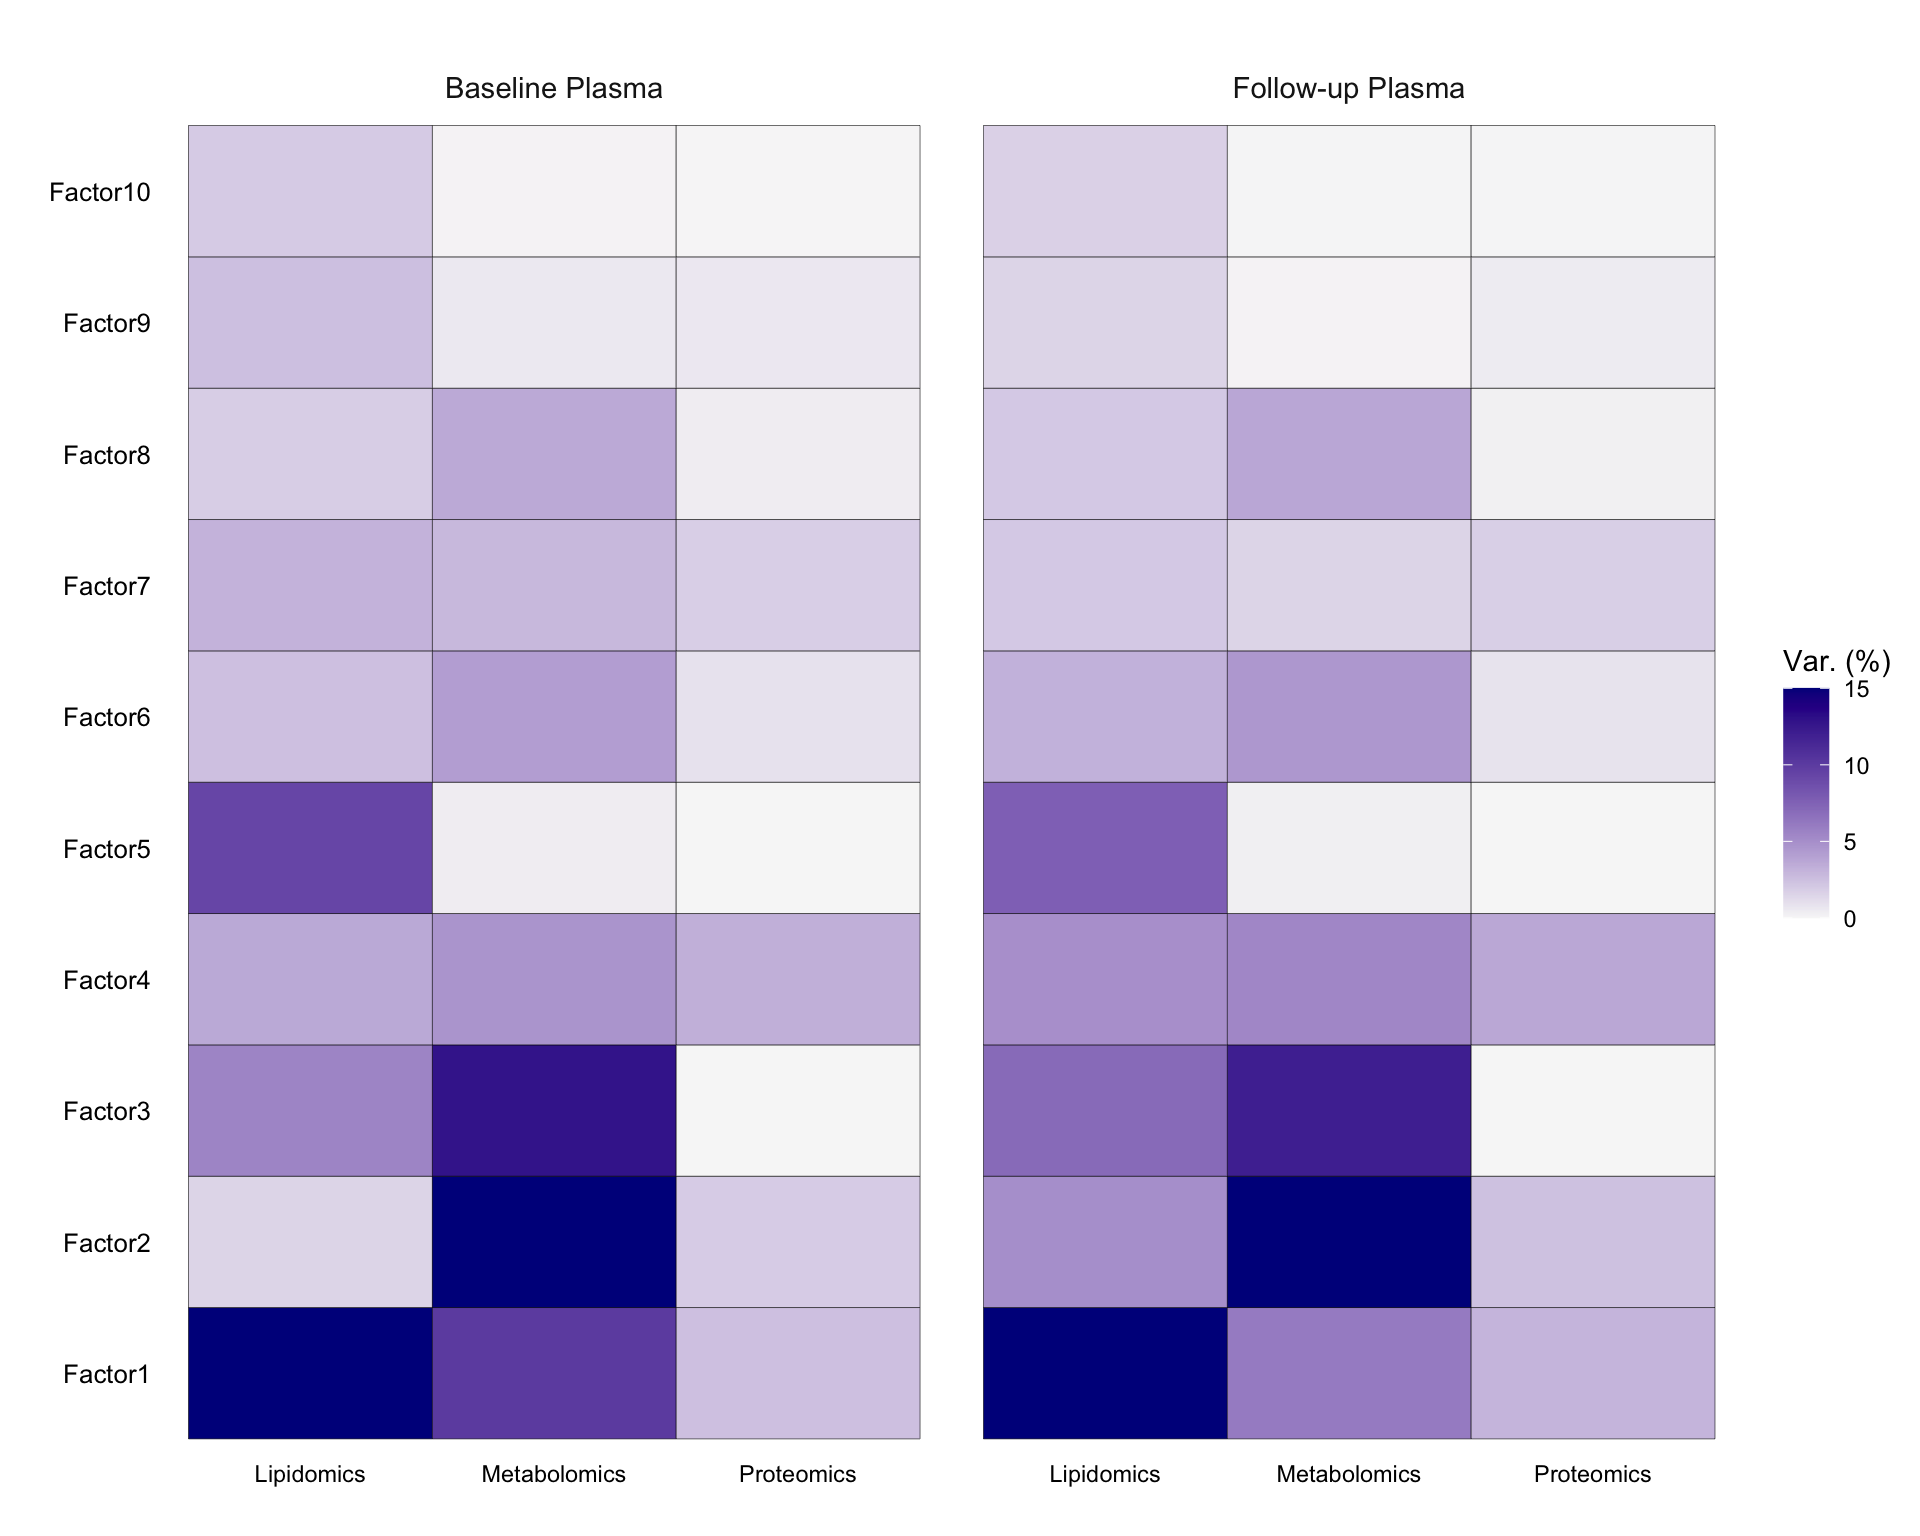 Baseline Plasma
Follow-up Plasma
Factor10
Factor9
Factor8
Factor7
Factor6
Factor5
Factor4
Factor3
Factor2
Factor1
Var. (%)
15
10
5
0
Lipidomics
Metabolomics
Proteomics
Lipidomics
Metabolomics
Proteomics